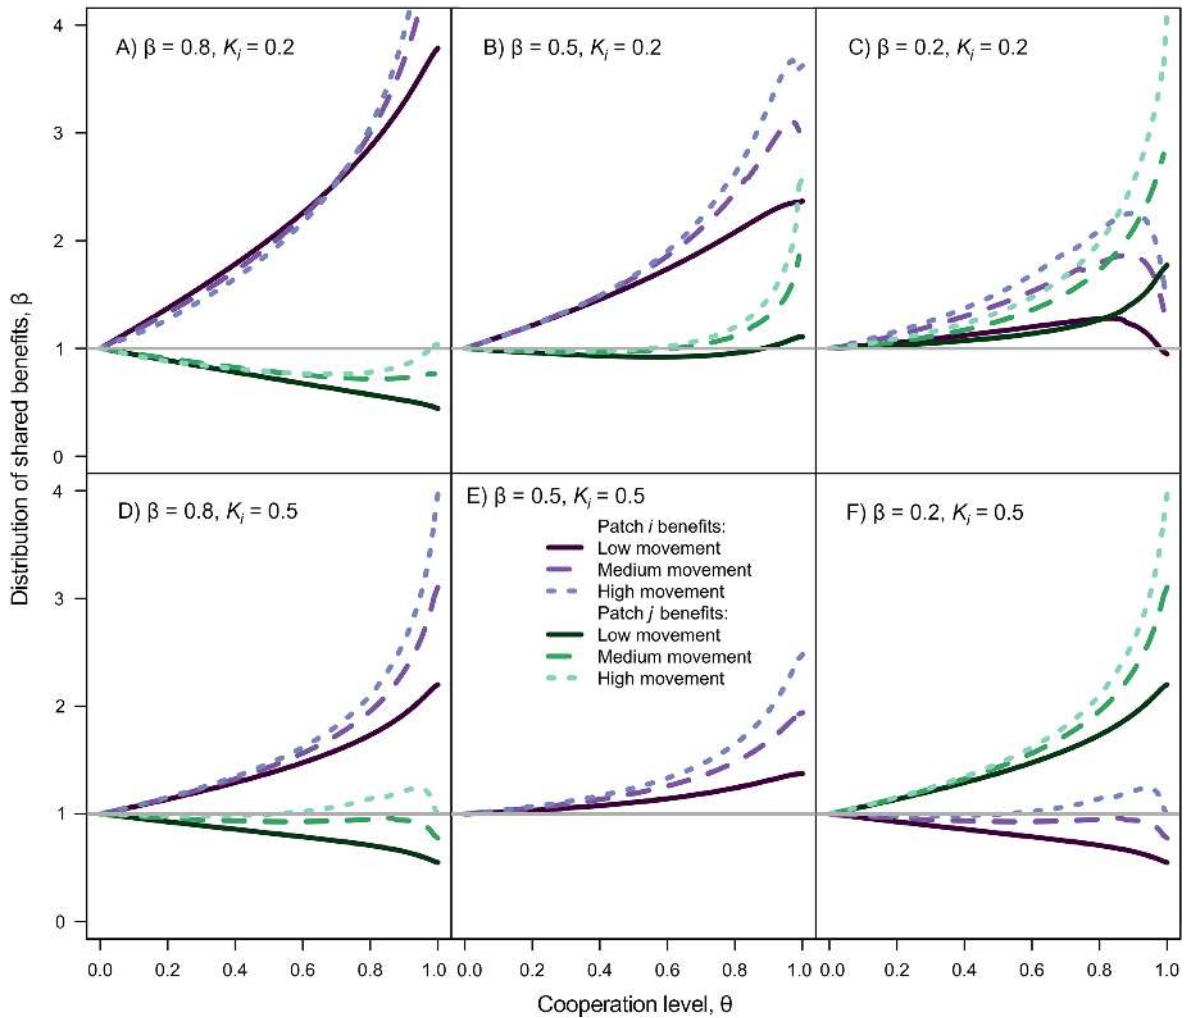 A) β = 0.8, Ki = 0.2
B) β = 0.5, Ki = 0.2
C) β = 0.2, Ki = 0.2
4
3
2
1
0
Distribution of shared benefits, β
D) β = 0.8, Ki = 0.5
E) β = 0.5, Ki = 0.5
F) β = 0.2, Ki = 0.5
Patch i benefits:
Low movement
Medium movement
High movement
Patch j benefits:
Low movement
Medium movement
High movement
4
3
2
1
0
0.0 0.2 0.4 0.6 0.8 1.0
0.0 0.2 0.4 0.6 0.8 1.0
0.0 0.2 0.4 0.6 0.8 1.0
Cooperation level, θ